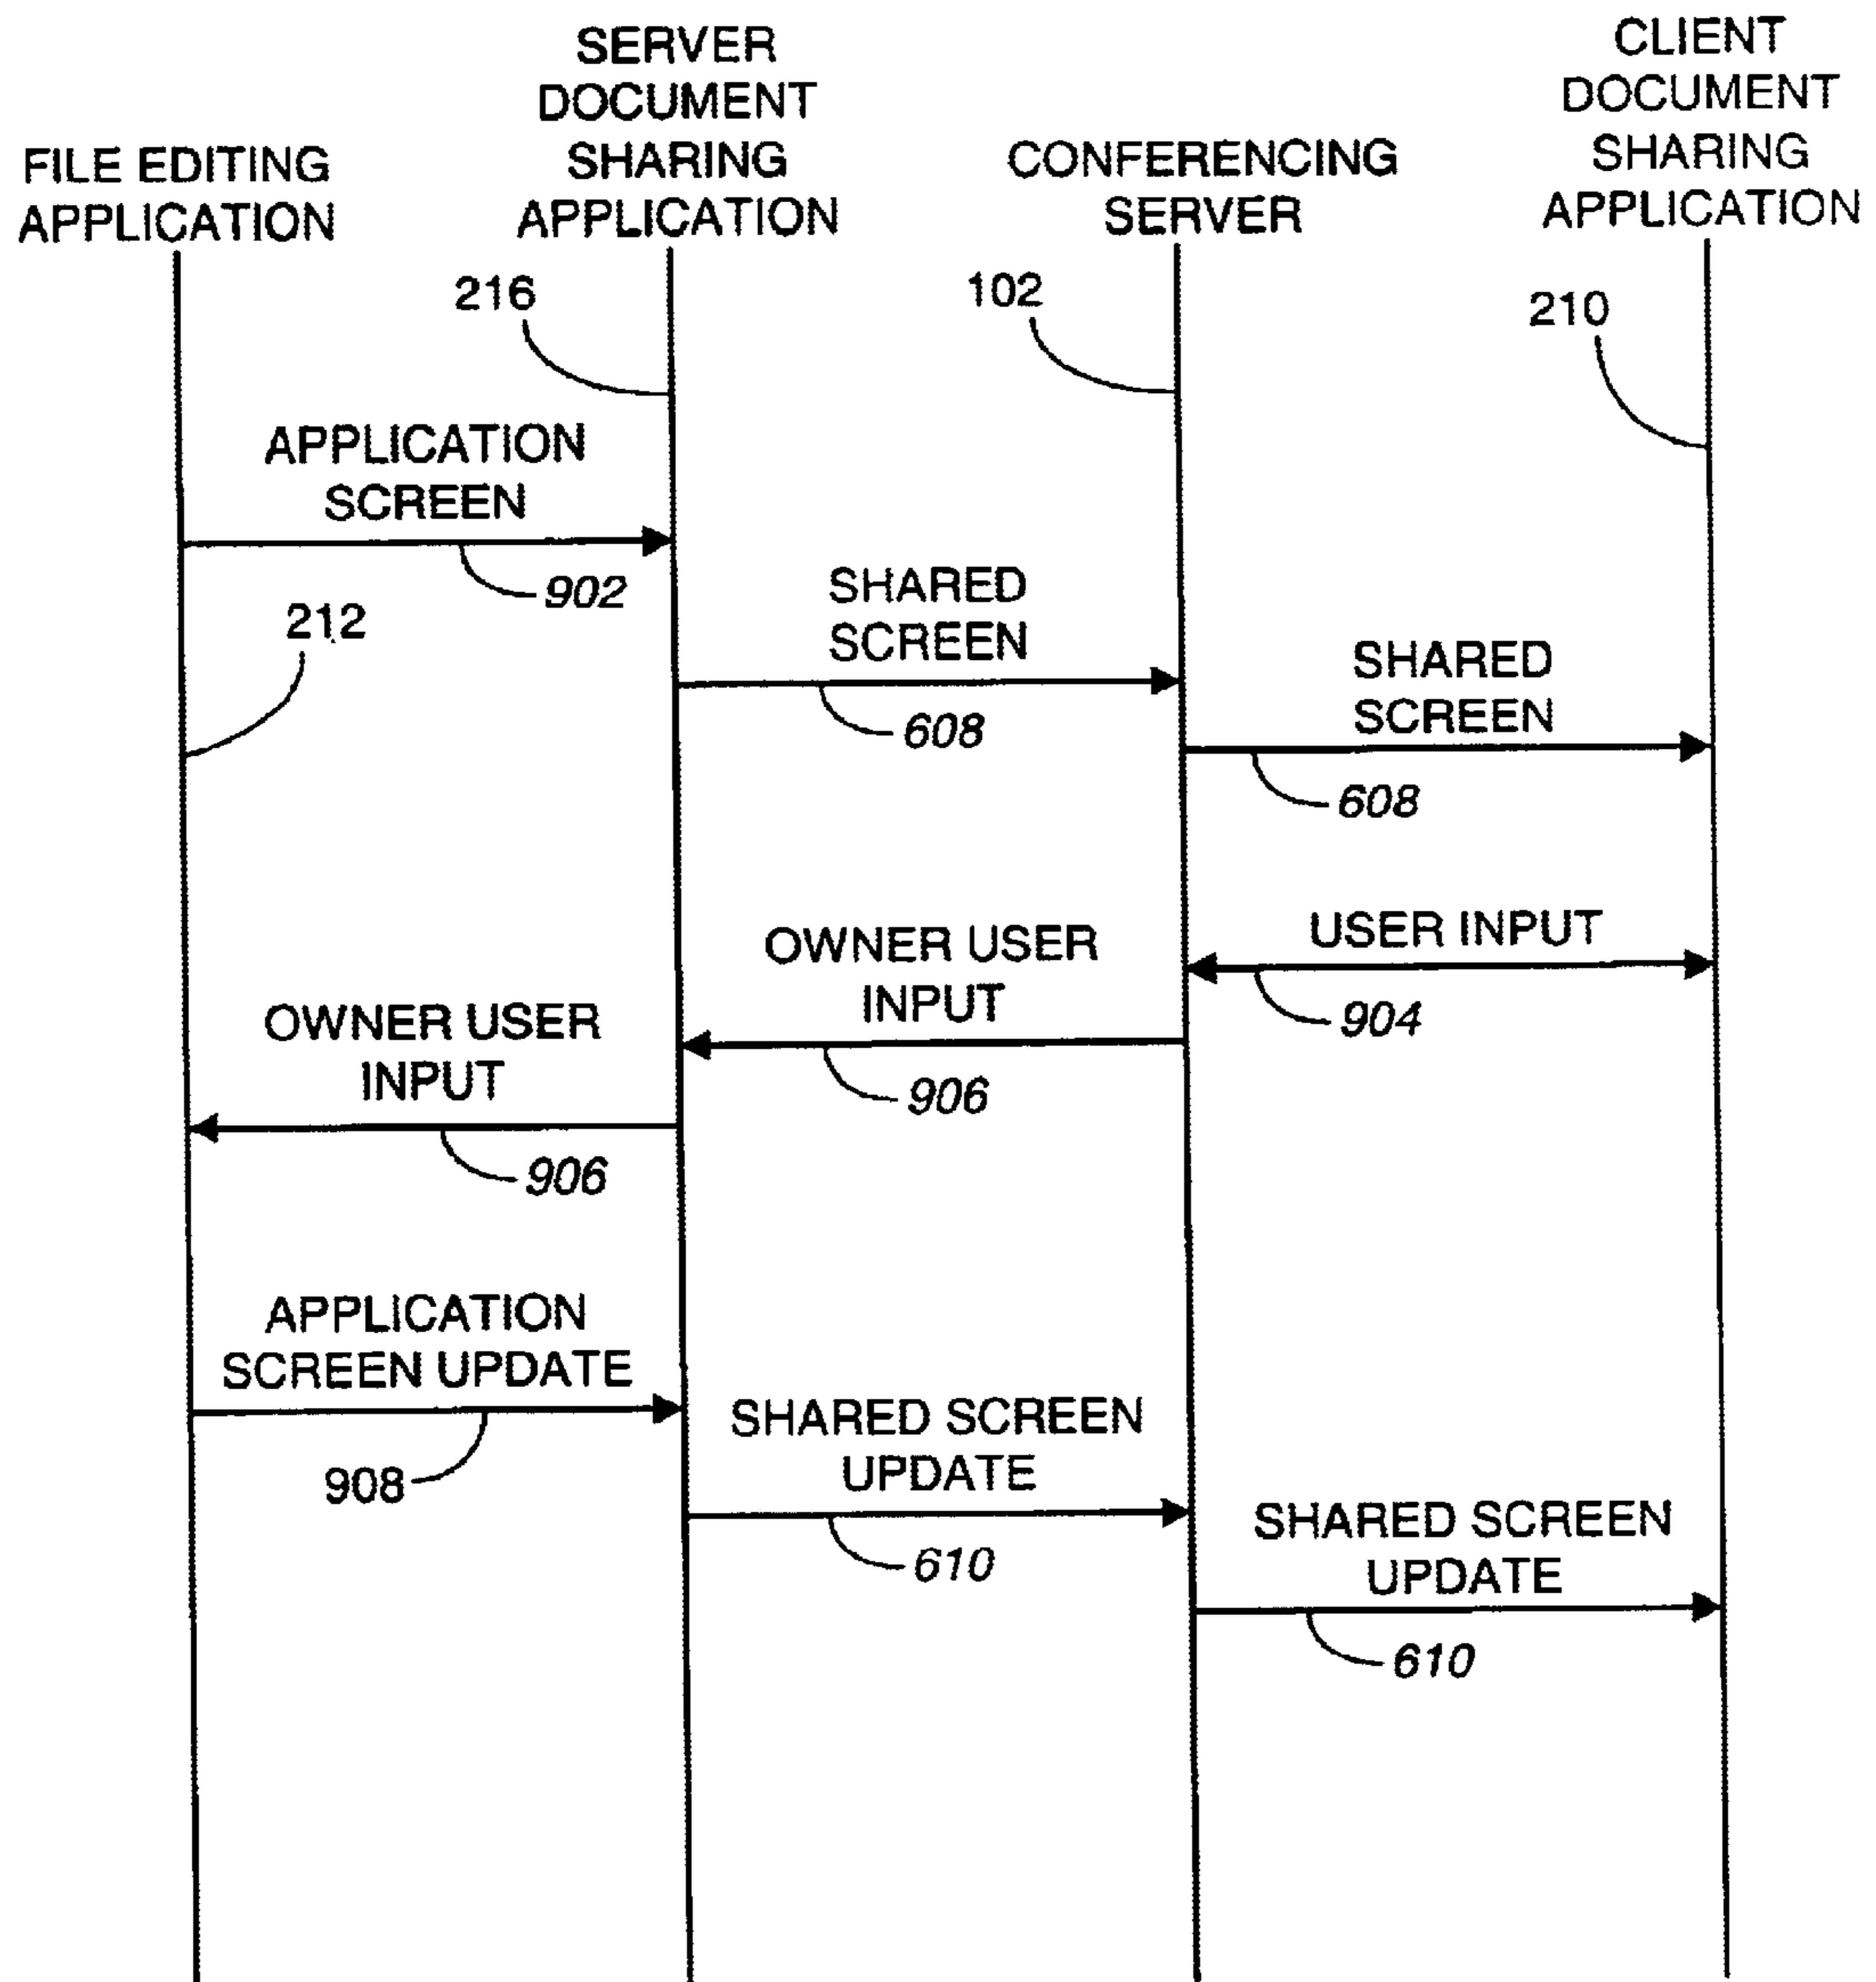 FILE EDITING
APPLICATION
SERVER
DOCUMENT
SHARING
APPLICATION
CONFERENCING
SERVER
CLIENT
DOCUMENT
SHARING
APPLICATION
216
102
210
APPLICATION
SCREEN
902
212
SHARED
SCREEN
608
SHARED
SCREEN
608
USER INPUT
904
OWNER USER
INPUT
906
OWNER USER
INPUT
906
APPLICATION
SCREEN UPDATE
908
SHARED SCREEN
UPDATE
610
SHARED SCREEN
UPDATE
610